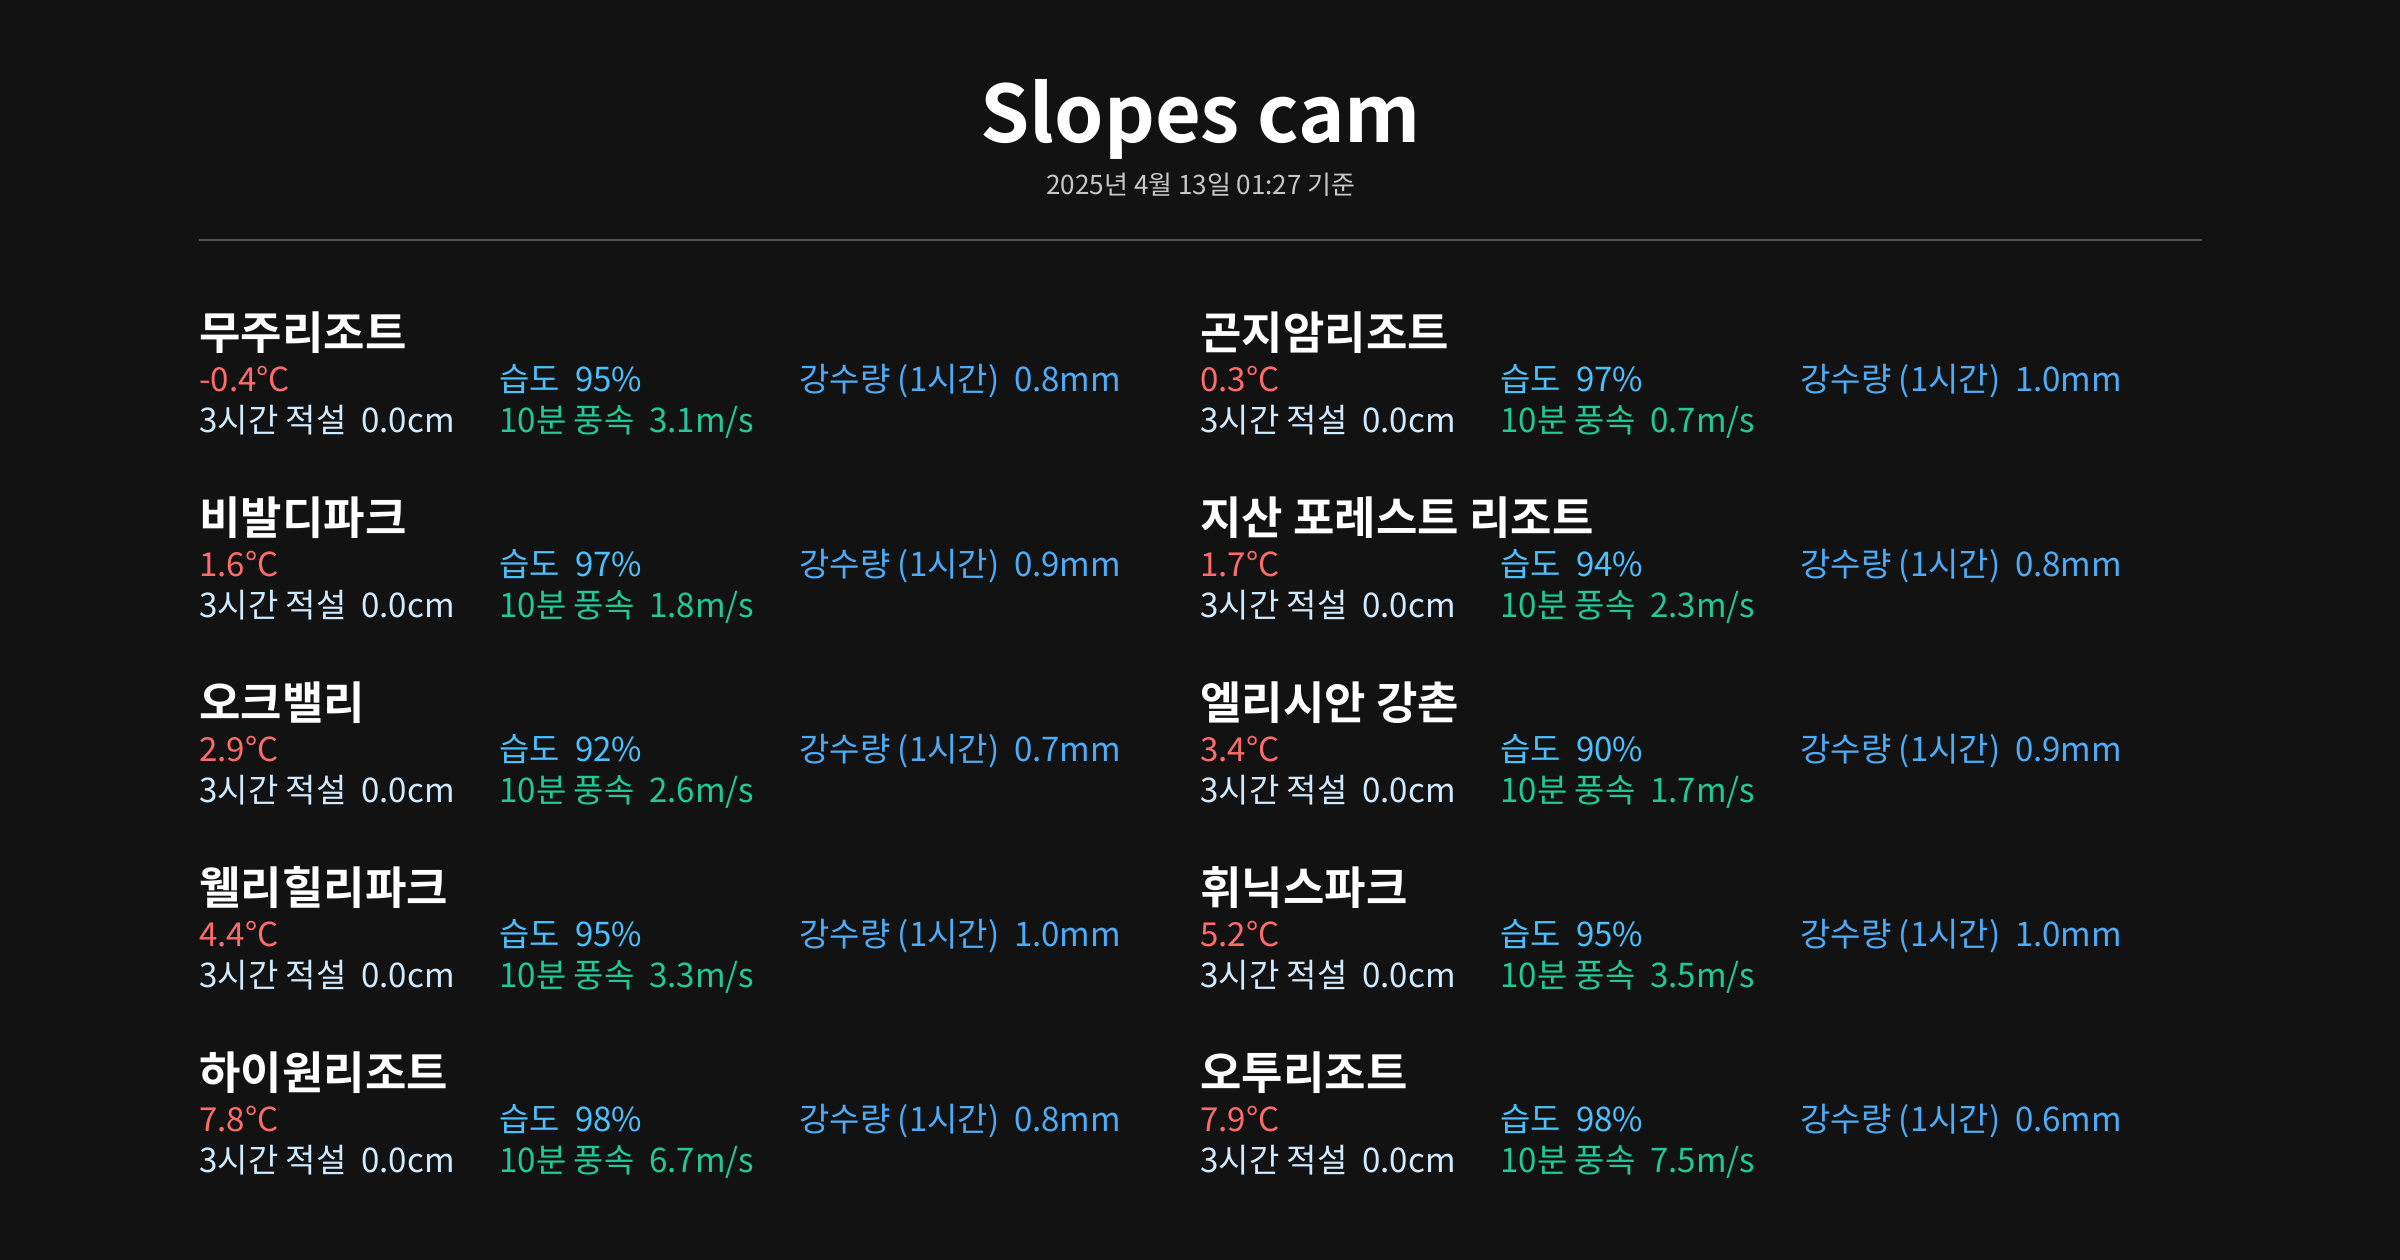 Slopes cam
2025년 4월 13일 01:27 기준
무주리조트
-0.4°C 습도 95% 강수량 (1시간) 0.8mm
3시간 적설 0.0cm 10분 풍속 3.1m/s
곤지암리조트
0.3°C 습도 97% 강수량 (1시간) 1.0mm
3시간 적설 0.0cm 10분 풍속 0.7m/s
비발디파크
1.6°C 습도 97% 강수량 (1시간) 0.9mm
3시간 적설 0.0cm 10분 풍속 1.8m/s
지산 포레스트 리조트
1.7°C 습도 94% 강수량 (1시간) 0.8mm
3시간 적설 0.0cm 10분 풍속 2.3m/s
오크밸리
2.9°C 습도 92% 강수량 (1시간) 0.7mm
3시간 적설 0.0cm 10분 풍속 2.6m/s
엘리시안 강촌
3.4°C 습도 90% 강수량 (1시간) 0.9mm
3시간 적설 0.0cm 10분 풍속 1.7m/s
웰리힐리파크
4.4°C 습도 95% 강수량 (1시간) 1.0mm
3시간 적설 0.0cm 10분 풍속 3.3m/s
휘닉스파크
5.2°C 습도 95% 강수량 (1시간) 1.0mm
3시간 적설 0.0cm 10분 풍속 3.5m/s
하이원리조트
7.8°C 습도 98% 강수량 (1시간) 0.8mm
3시간 적설 0.0cm 10분 풍속 6.7m/s
오투리조트
7.9°C 습도 98% 강수량 (1시간) 0.6mm
3시간 적설 0.0cm 10분 풍속 7.5m/s